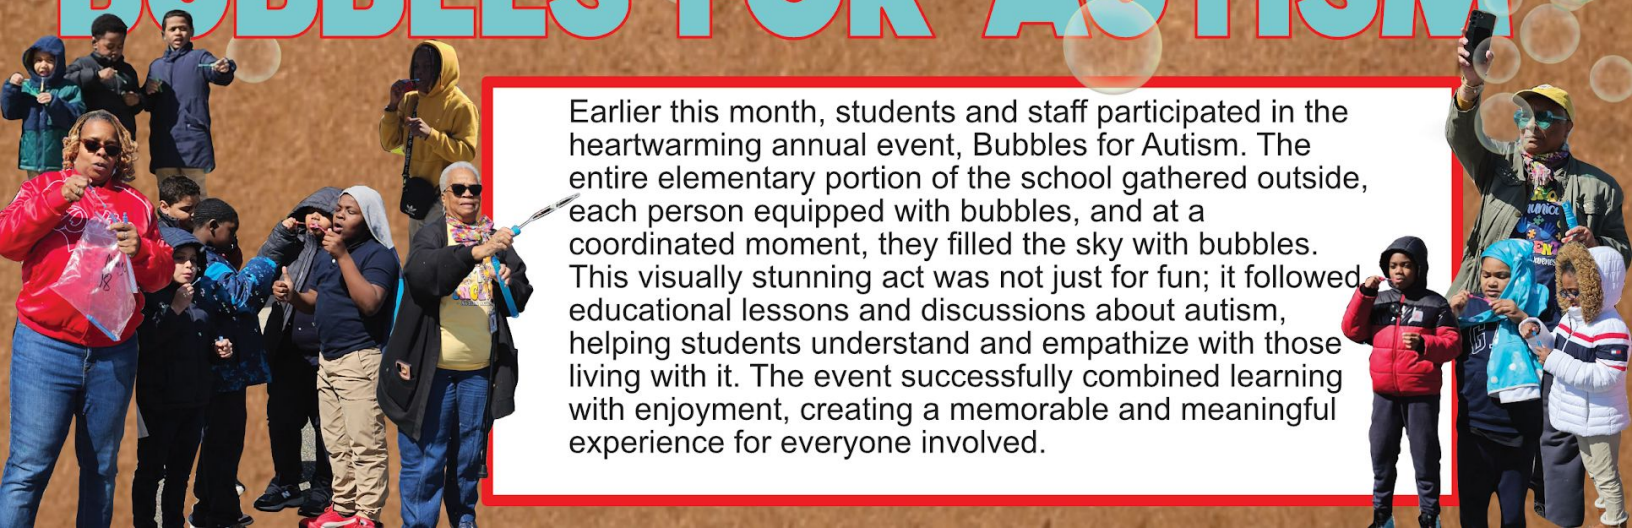 BUBBLES FOR AUTISM
Earlier this month, students and staff participated in the
heartwarming annual event, Bubbles for Autism. The
entire elementary portion of the school gathered outside,
each person equipped with bubbles, and at a
coordinated moment, they filled the sky with bubbles.
This visually stunning act was not just for fun; it followed
educational lessons and discussions about autism,
helping students understand and empathize with those
living with it. The event successfully combined learning
with enjoyment, creating a memorable and meaningful
experience for everyone involved.